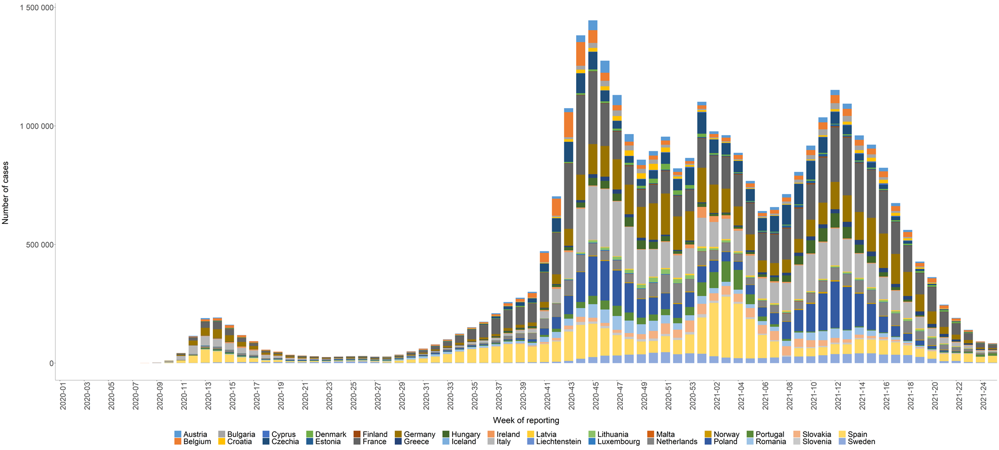 1 500 000
1 000 000
500 000
0
Number of cases
2020-01 2020-03 2020-05 2020-07 2020-09 2020-11 2020-13 2020-15 2020-17 2020-19 2020-21 2020-23 2020-25 2020-27 2020-29 2020-31 2020-33 2020-35 2020-37 2020-39 2020-41 2020-43 2020-45 2020-47 2020-49 2020-51 2020-53 2021-02 2021-04 2021-06 2021-08 2021-10 2021-12 2021-14 2021-16 2021-18 2021-20 2021-22 2021-24
Week of reporting
Austria Bulgaria Cyprus Denmark Finland Germany Hungary Ireland Latvia Lithuania Malta Norway Portugal Slovakia Spain
Belgium Croatia Czechia Estonia France Greece Iceland Italy Liechtenstein Luxembourg Netherlands Poland Romania Slovenia Sweden